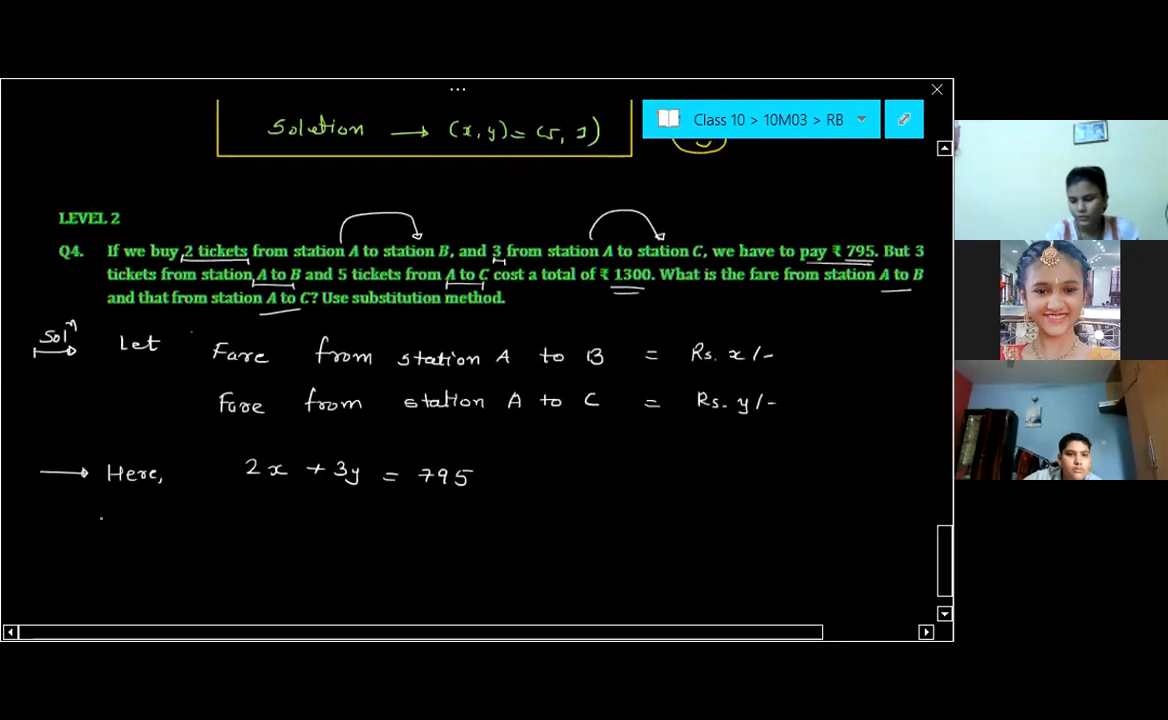 Solution → (x,y) = (5, 1)
Class 10 > 10M03 > RB
LEVEL 2
Q4. If we buy 2 tickets from station A to station B, and 3 from station A to station C, we have to pay ₹ 795. But 3
tickets from station A to B and 5 tickets from A to C cost a total of ₹ 1300. What is the fare from station A to B
and that from station A to C? Use substitution method.
Solⁿ Let Fare from station A to B = Rs. x /-
Fare from station A to C = Rs. y /-
→ Here, 2x + 3y = 795